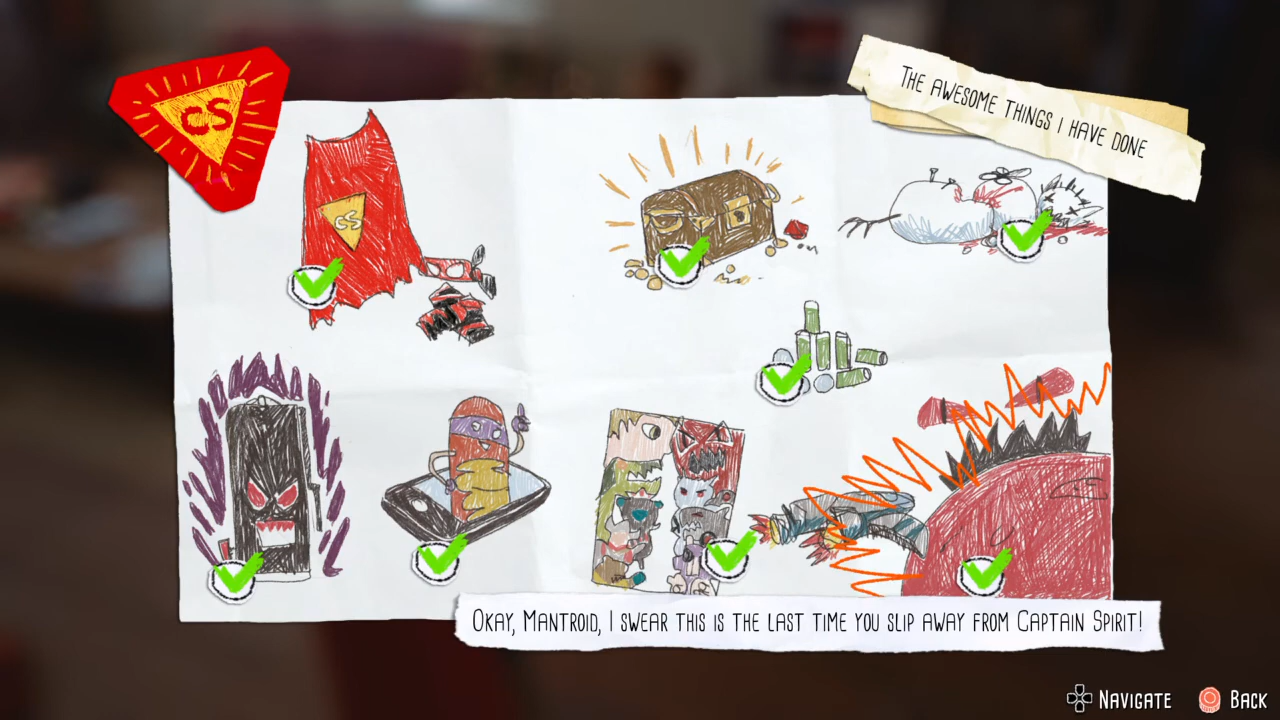 CS
THE AWESOME THINGS I HAVE DONE
CS
OKAY, MANTROID, I SWEAR THIS IS THE LAST TIME YOU SLIP AWAY FROM CAPTAIN SPIRIT!
NAVIGATE
BACK